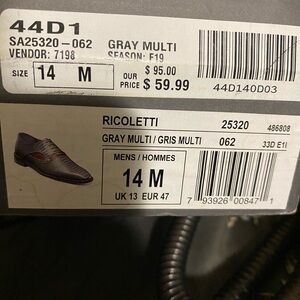 44D1
SA25320-062 GRAY MULTI
VENDOR: 7198 SEASON: F19
SIZE 14 M OUR PRICE $ 95.00 $ 59.99
44D140D03
RICOLETTI 25320 486808
GRAY MULTI / GRIS MULTI 062 33D E1I
MENS / HOMMES
14 M
UK 13 EUR 47
7 93926 00847 1